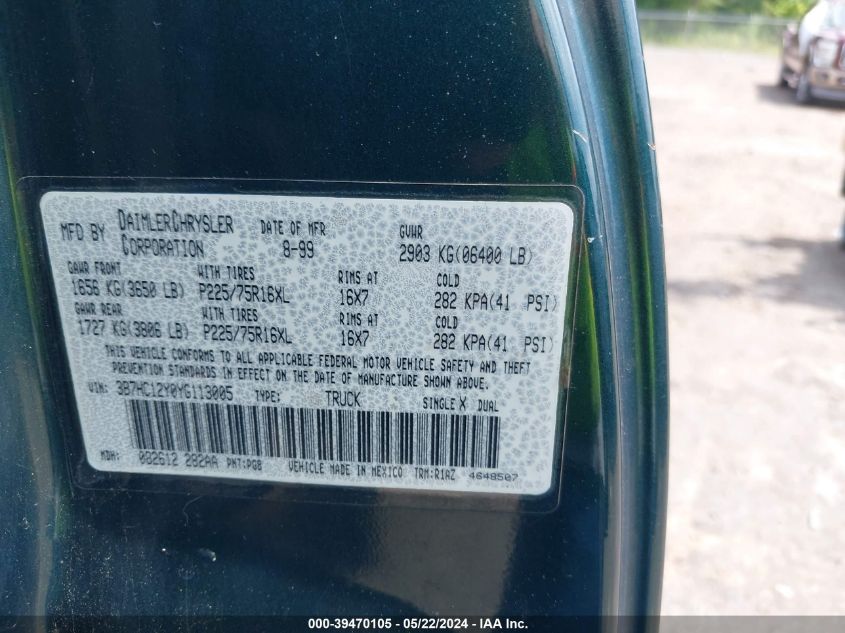 MFD BY DAIMLERCHRYSLER CORPORATION DATE OF MFR 8-99 GVWR 2903 KG(06400 LB)
GAWR FRONT WITH TIRES RIMS AT COLD
1656 KG(3650 LB) P225/75R16XL 16X7 282 KPA(41 PSI)
GAWR REAR WITH TIRES RIMS AT COLD
1727 KG(3806 LB) P225/75R16XL 16X7 282 KPA(41 PSI)
THIS VEHICLE CONFORMS TO ALL APPLICABLE FEDERAL MOTOR VEHICLE SAFETY AND THEFT
PREVENTION STANDARDS IN EFFECT ON THE DATE OF MANUFACTURE SHOWN ABOVE.
VIN: 3B7HC12Y0YG113005 TYPE: TRUCK SINGLE X DUAL
MDH: 082612 282AA PNT:PGB VEHICLE MADE IN MEXICO TRM:R1AZ 4648507
000-39470105 - 05/22/2024 - IAA Inc.